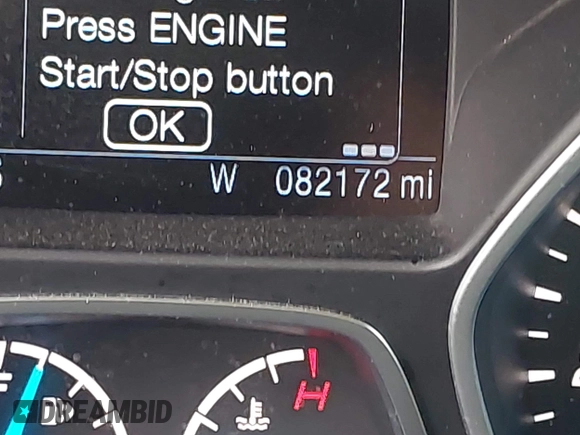 Press ENGINE
Start/Stop button
OK
W 082172 mi
H
DREAMBID